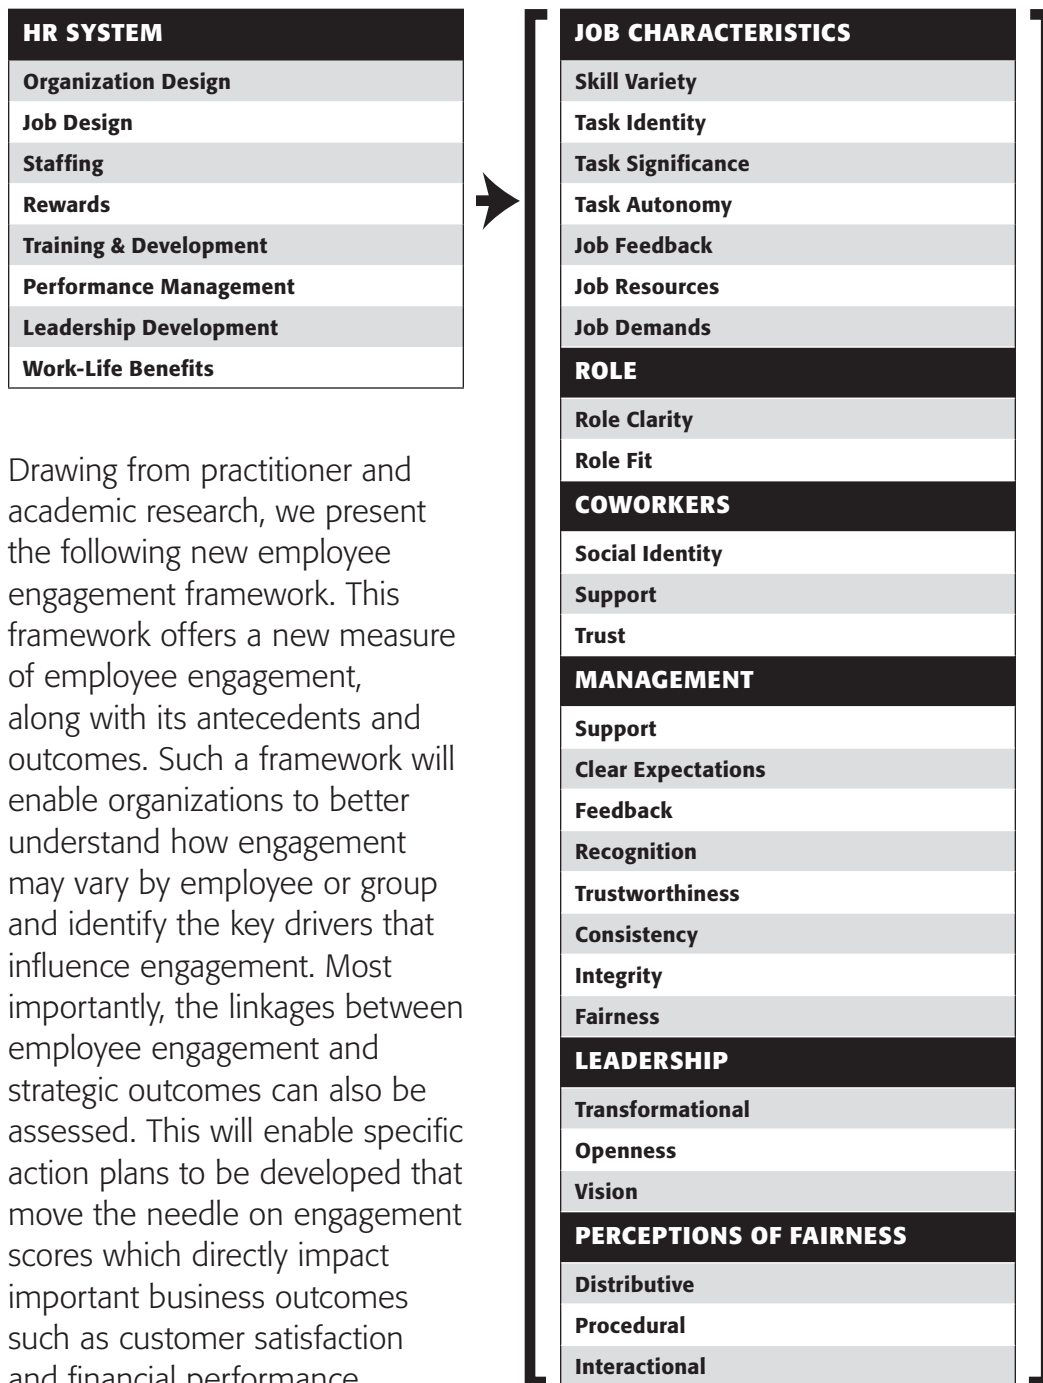 HR SYSTEM
Organization Design
Job Design
Staffing
Rewards
Training & Development
Performance Management
Leadership Development
Work-Life Benefits
Drawing from practitioner and
academic research, we present
the following new employee
engagement framework. This
framework offers a new measure
of employee engagement,
along with its antecedents and
outcomes. Such a framework will
enable organizations to better
understand how engagement
may vary by employee or group
and identify the key drivers that
influence engagement. Most
importantly, the linkages between
employee engagement and
strategic outcomes can also be
assessed. This will enable specific
action plans to be developed that
move the needle on engagement
scores which directly impact
important business outcomes
such as customer satisfaction
and financial performance
JOB CHARACTERISTICS
Skill Variety
Task Identity
Task Significance
Task Autonomy
Job Feedback
Job Resources
Job Demands
ROLE
Role Clarity
Role Fit
COWORKERS
Social Identity
Support
Trust
MANAGEMENT
Support
Clear Expectations
Feedback
Recognition
Trustworthiness
Consistency
Integrity
Fairness
LEADERSHIP
Transformational
Openness
Vision
PERCEPTIONS OF FAIRNESS
Distributive
Procedural
Interactional